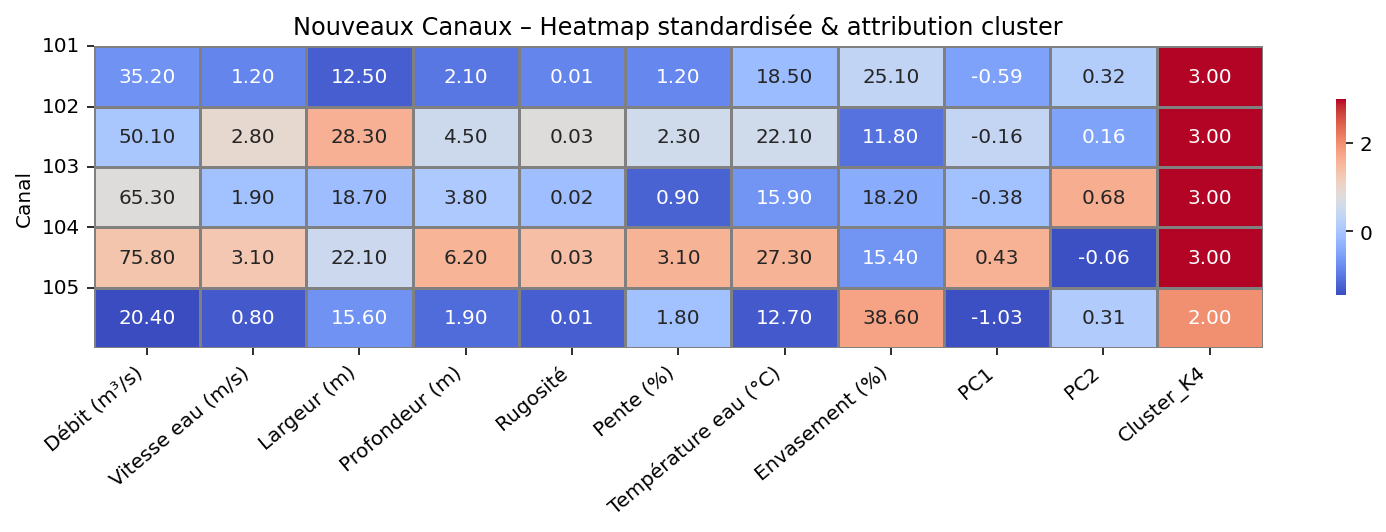 Nouveaux Canaux – Heatmap standardisée & attribution cluster
Canal
101
35.20 1.20 12.50 2.10 0.01 1.20 18.50 25.10 -0.59 0.32 3.00
102
50.10 2.80 28.30 4.50 0.03 2.30 22.10 11.80 -0.16 0.16 3.00
103
65.30 1.90 18.70 3.80 0.02 0.90 15.90 18.20 -0.38 0.68 3.00
104
75.80 3.10 22.10 6.20 0.03 3.10 27.30 15.40 0.43 -0.06 3.00
105
20.40 0.80 15.60 1.90 0.01 1.80 12.70 38.60 -1.03 0.31 2.00
Débit (m³/s)
Vitesse eau (m/s)
Largeur (m)
Profondeur (m)
Rugosité
Pente (%)
Température eau (°C)
Envasement (%)
PC1
PC2
Cluster_K4
2
0